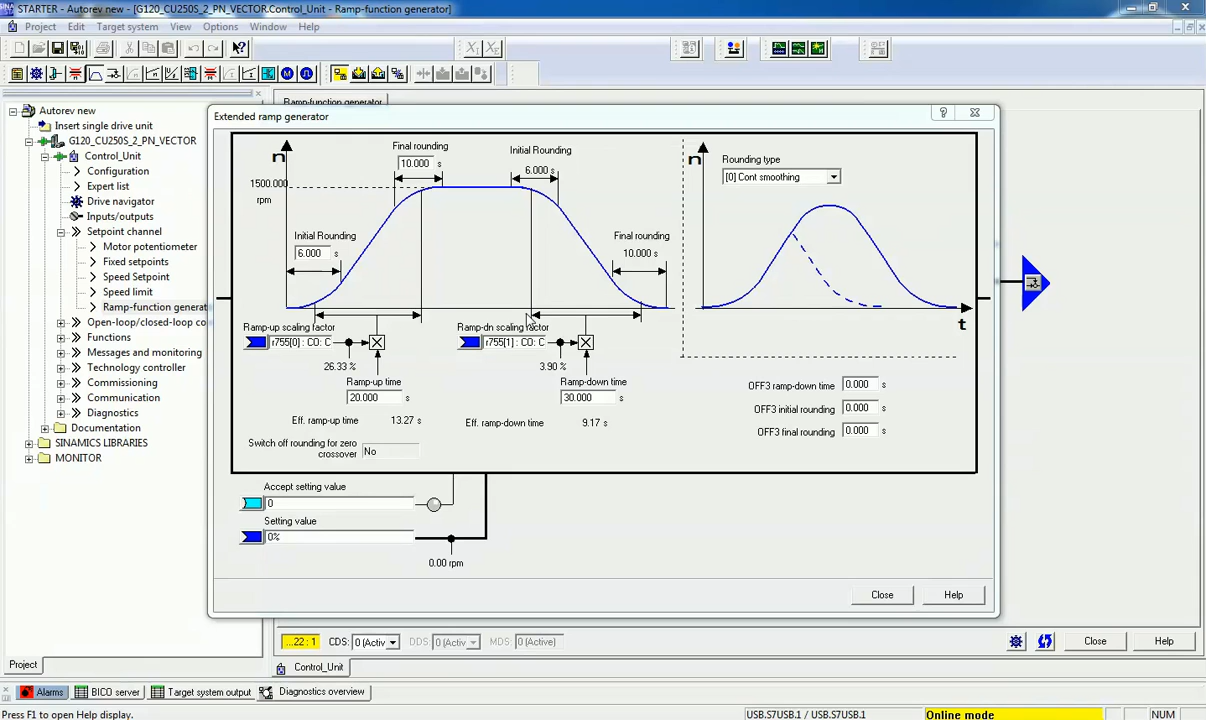 STARTER - Autorev new - [G120_CU250S_2_PN_VECTOR.Control_Unit - Ramp-function generator]
Project Edit Target system View Options Window Help
Autorev new
Insert single drive unit
G120_CU250S_2_PN_VECTOR
Control_Unit
Configuration
Expert list
Drive navigator
Inputs/outputs
Setpoint channel
Motor potentiometer
Fixed setpoints
Speed Setpoint
Speed limit
Ramp-function generat
Open-loop/closed-loop co
Functions
Messages and monitoring
Technology controller
Commissioning
Communication
Diagnostics
Documentation
SINAMICS LIBRARIES
MONITOR
Project
Ramp-function generator
Extended ramp generator
n
1500.000
rpm
Final rounding
10.000 s
Initial Rounding
6.000 s
Initial Rounding
6.000 s
Final rounding
10.000 s
Ramp-up scaling factor
r755[0] : CO: C
26.33 %
Ramp-up time
20.000 s
Eff. ramp-up time 13.27 s
Switch off rounding for zero
crossover No
Ramp-dn scaling factor
r755[1] : CO: C
3.90 %
Ramp-down time
30.000 s
Eff. ramp-down time 9.17 s
n
Rounding type
[0] Cont smoothing
t
OFF3 ramp-down time 0.000 s
OFF3 initial rounding 0.000 s
OFF3 final rounding 0.000 s
Accept setting value
0
Setting value
0%
0.00 rpm
Close Help
...22 : 1 CDS: 0 (Activ DDS: 0 (Activ MDS: 0 (Active) Close Help
Control_Unit
Alarms BICO server Target system output Diagnostics overview
Press F1 to open Help display. USB.S7USB.1 / USB.S7USB.1 Online mode NUM